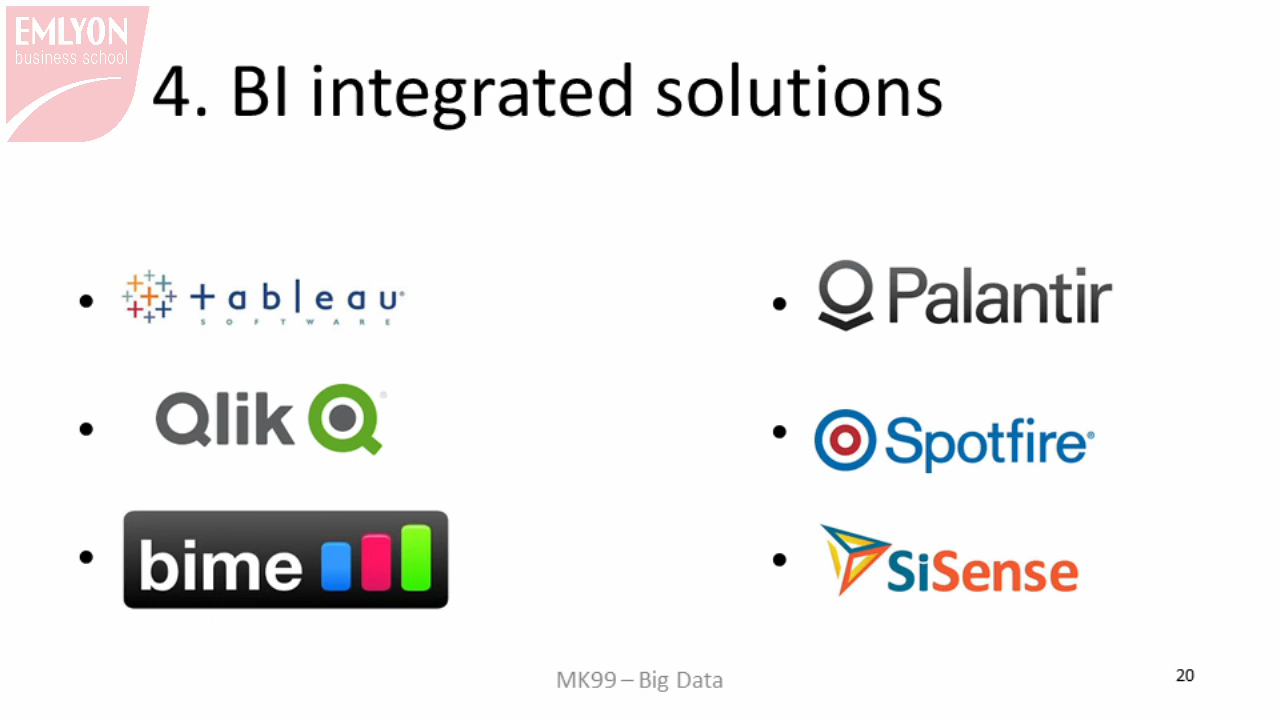 EMLYON
business school
4. BI integrated solutions
• +ableau®
SOFTWARE
• Qlik
• bime
• Palantir
• Spotfire®
• SiSense
MK99 – Big Data
20